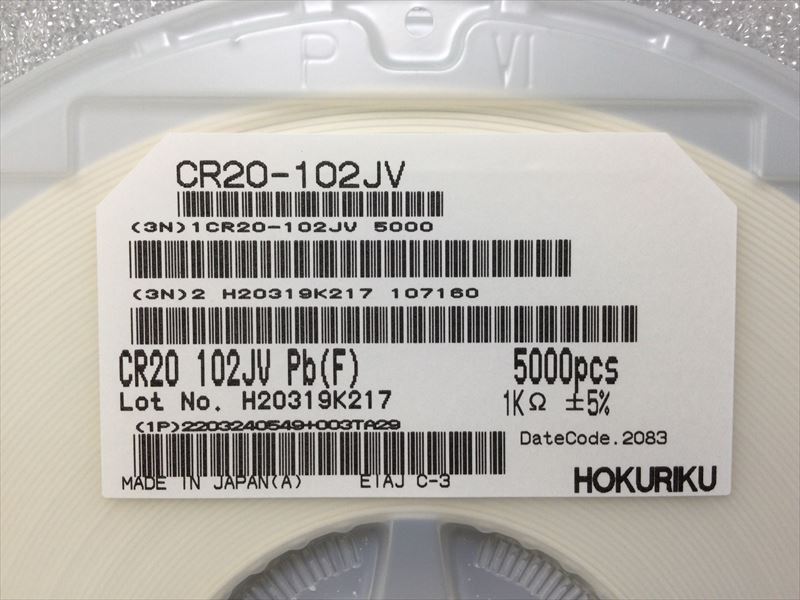 P VI
CR20-102JV
(3N)1CR20-102JV 5000
(3N)2 H20319K217 107160
CR20 102JV Pb(F) 5000pcs
Lot No. H20319K217 1KΩ ±5%
(1P)2203240549+003TA29
DateCode.2083
MADE IN JAPAN(A) ETAJ C-3 HOKURIKU